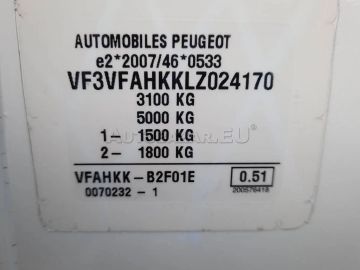 AUTOMOBILES PEUGEOT
e2*2007/46*0533
VF3VFAHKKLZ024170
3100 KG
5000 KG
1- 1500 KG
2- 1800 KG
VFAHKK-B2F01E 0.51
0070232 - 1 200576418